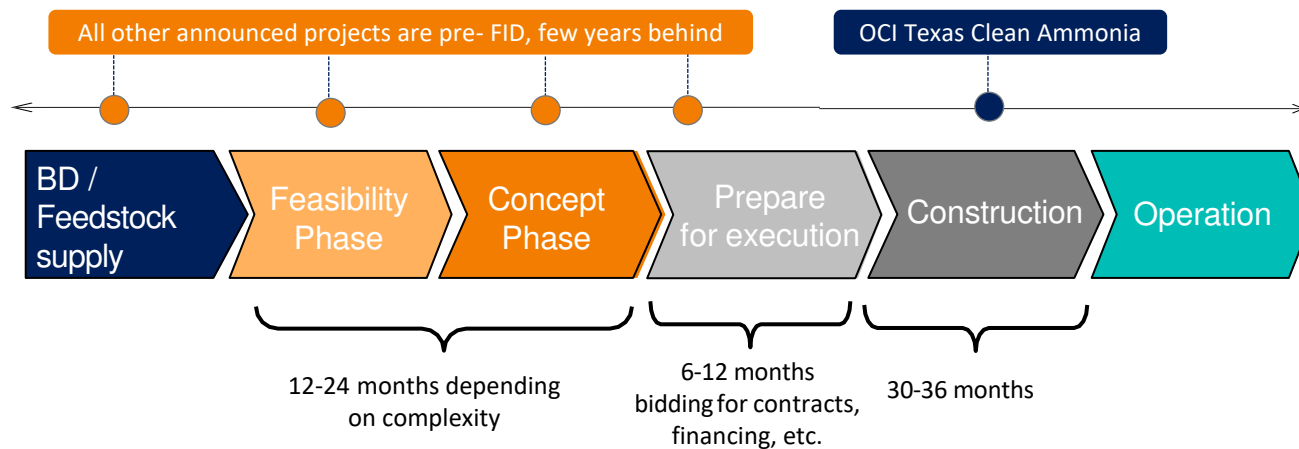 All other announced projects are pre- FID, few years behind
OCI Texas Clean Ammonia
BD /
Feedstock
supply
Feasibility
Phase
Concept
Phase
Prepare
for execution
Construction
Operation
12-24 months depending
on complexity
6-12 months
bidding for contracts,
financing, etc.
30-36 months